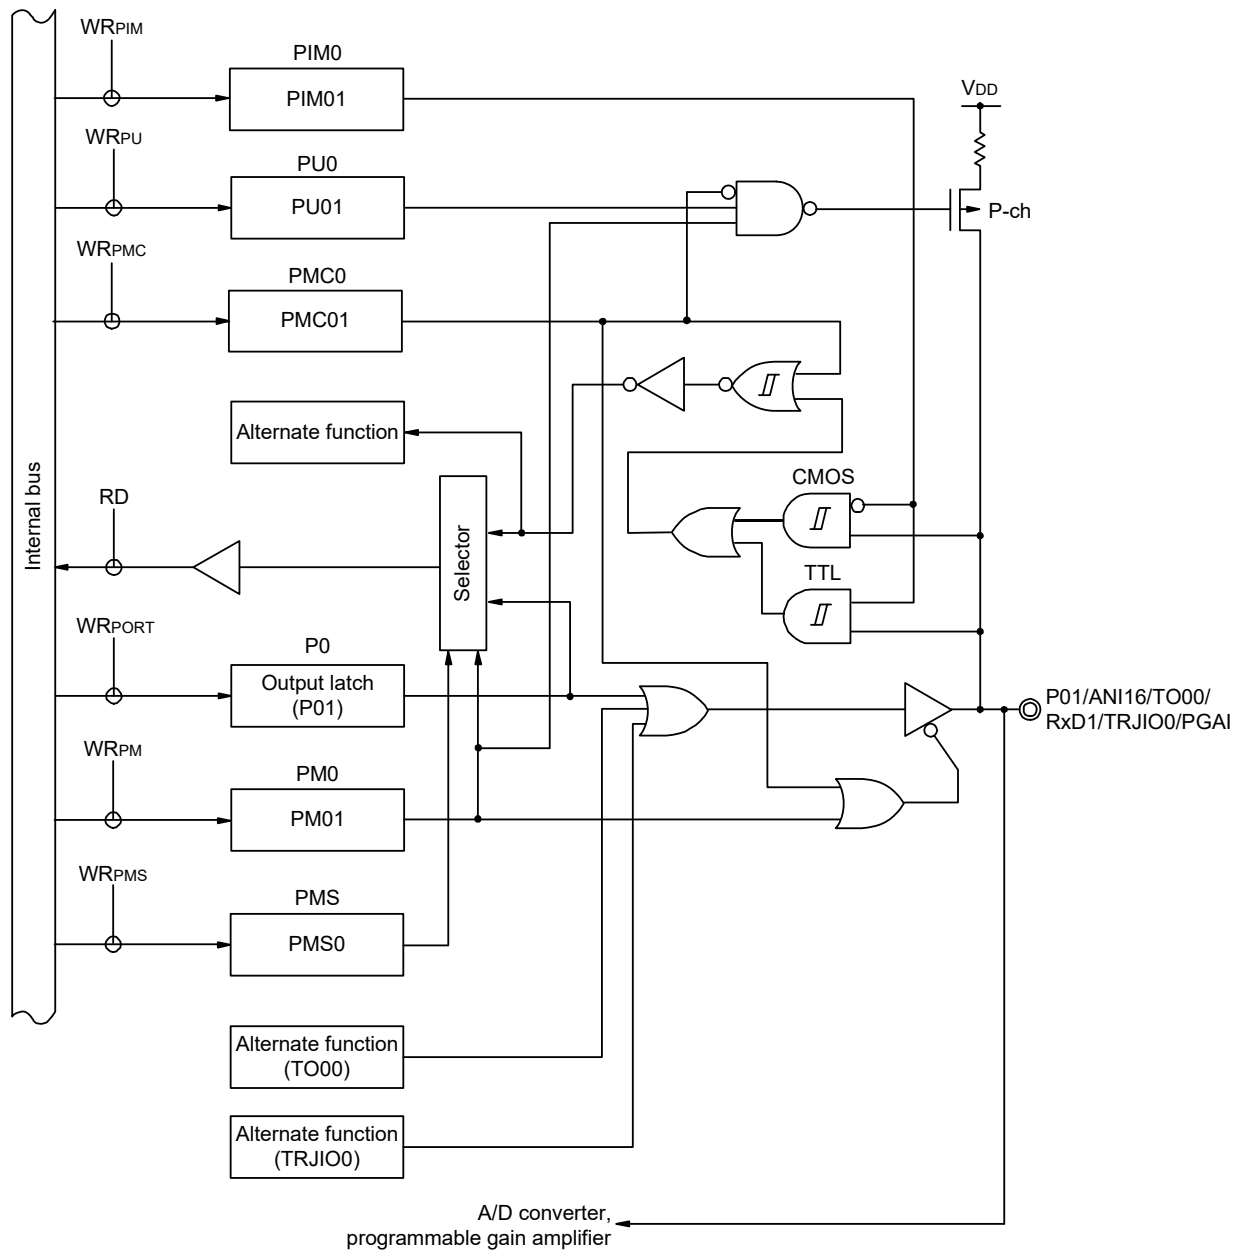 WRPIM
PIM0
PIM01
VDD
WRPU
PU0
PU01
P-ch
WRPMC
PMC0
PMC01
Alternate function
CMOS
Internal bus
RD
Selector
TTL
WRPORT
P0
Output latch
(P01)
P01/ANI16/TO00/
RxD1/TRJIO0/PGAI
WRPM
PM0
PM01
WRPMS
PMS
PMS0
Alternate function
(TO00)
Alternate function
(TRJIO0)
A/D converter,
programmable gain amplifier